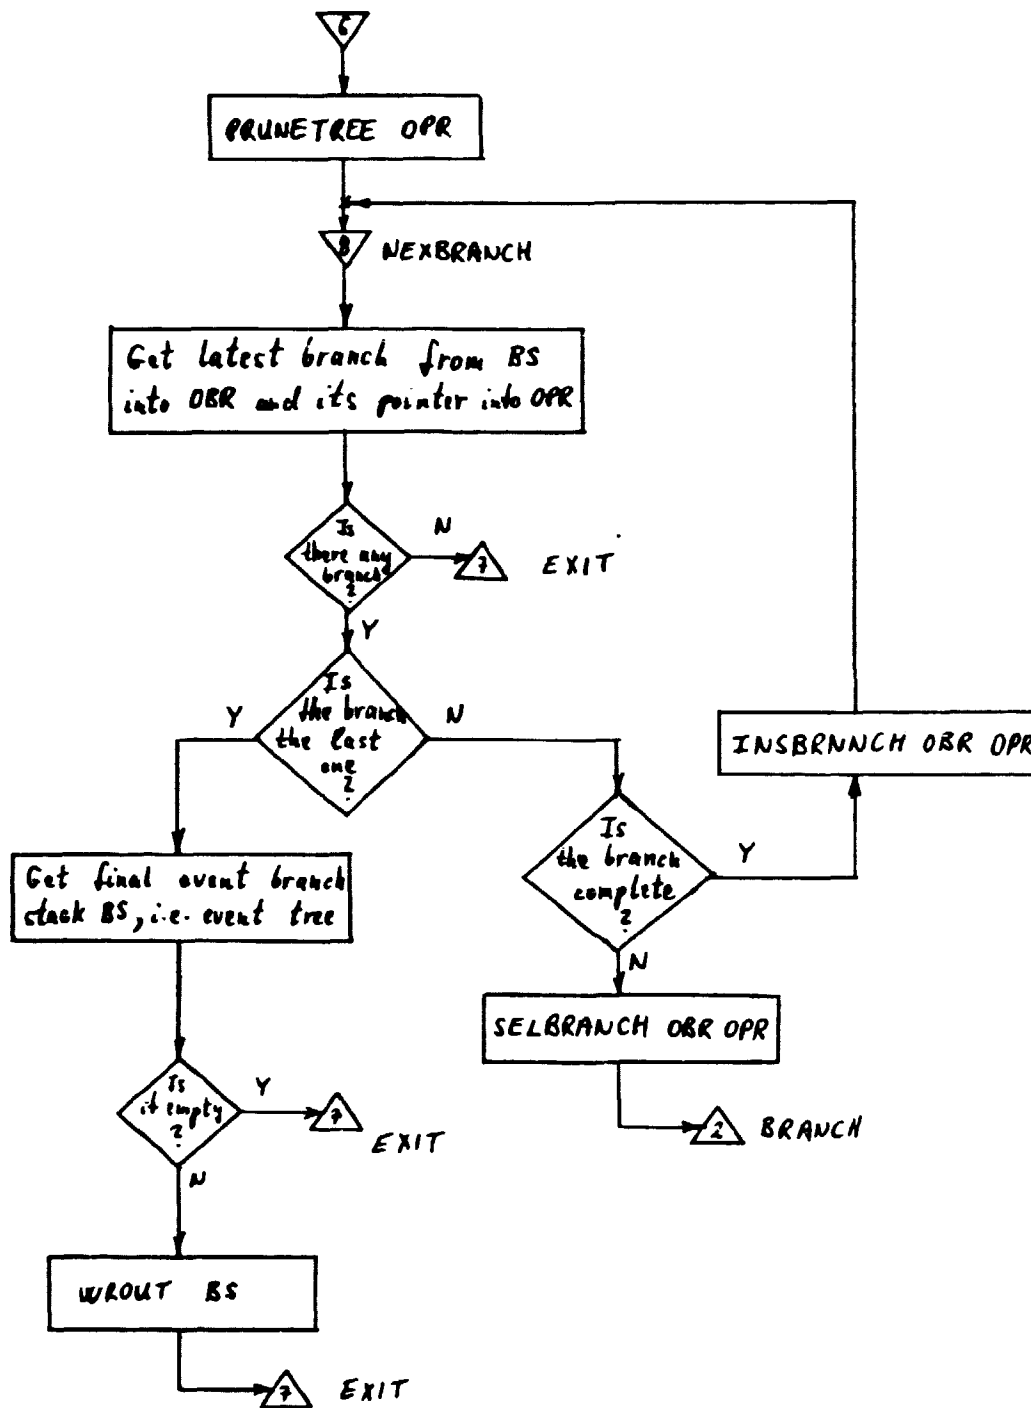 6
PRUNETREE OPR
8 NEXBRANCH
Get latest branch from BS
into OBR and its pointer into OPR
Is
there any
branch
?
N
7 EXIT
Y
Is
the branch
the last
one
?
Y
N
INSBRNNCH OBR OPR
Is
the branch
complete
?
Y
Get final event branch
stack BS, i.e. event tree
N
SELBRANCH OBR OPR
Is
it empty
?
Y
7
EXIT
2 BRANCH
N
WROUT BS
7 EXIT